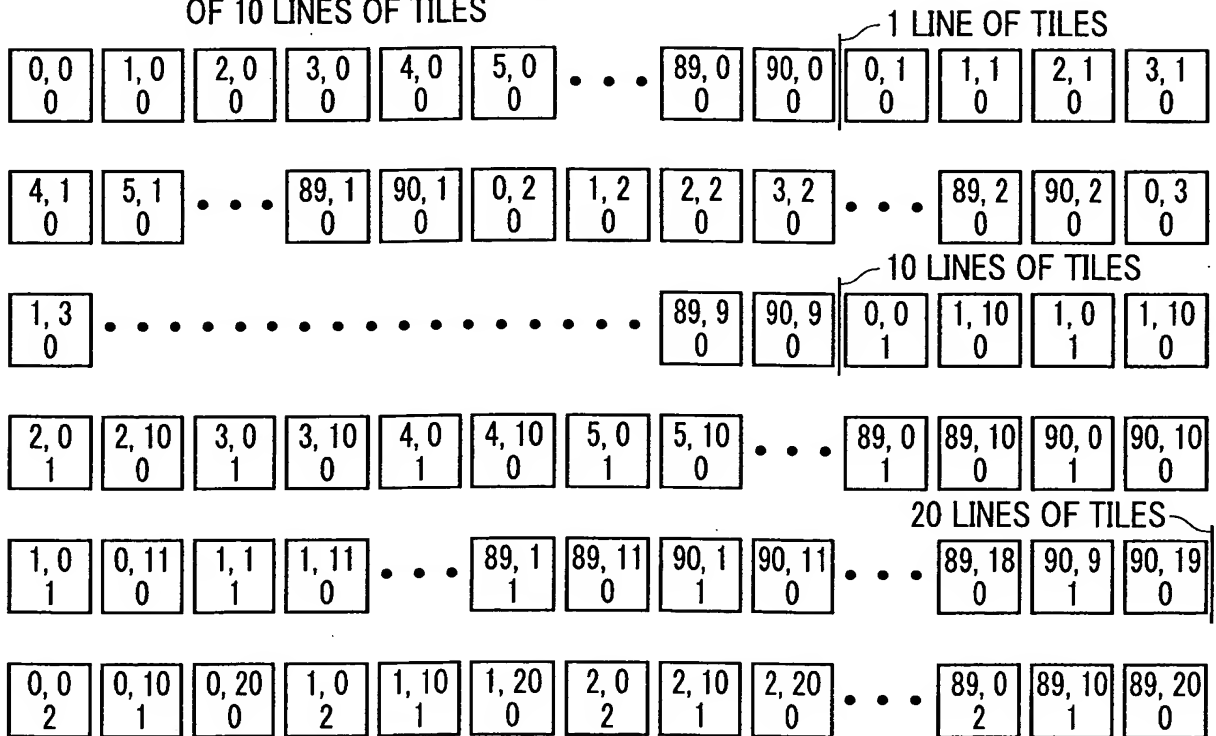 OF 10 LINES OF TILES
1 LINE OF TILES
0, 0 1, 0 2, 0 3, 0 4, 0 5, 0 • • • 89, 0 90, 0 0, 1 1, 1 2, 1 3, 1
0 0 0 0 0 0 0 0 0 0 0 0
4, 1 5, 1 • • • 89, 1 90, 1 0, 2 1, 2 2, 2 3, 2 • • • 89, 2 90, 2 0, 3
0 0 0 0 0 0 0 0 0 0 0
10 LINES OF TILES
1, 3 • • • • • • • • • • • • • • • • • 89, 9 90, 9 0, 0 1, 10 1, 0 1, 10
0 0 0 1 0 1 0
2, 0 2, 10 3, 0 3, 10 4, 0 4, 10 5, 0 5, 10 • • • 89, 0 89, 10 90, 0 90, 10
1 0 1 0 1 0 1 0 1 0 1 0
20 LINES OF TILES
1, 0 0, 11 1, 1 1, 11 • • • 89, 1 89, 11 90, 1 90, 11 • • • 89, 18 90, 9 90, 19
1 0 1 0 1 0 1 0 0 1 0
0, 0 0, 10 0, 20 1, 0 1, 10 1, 20 2, 0 2, 10 2, 20 • • • 89, 0 89, 10 89, 20
2 1 0 2 1 0 2 1 0 2 1 0